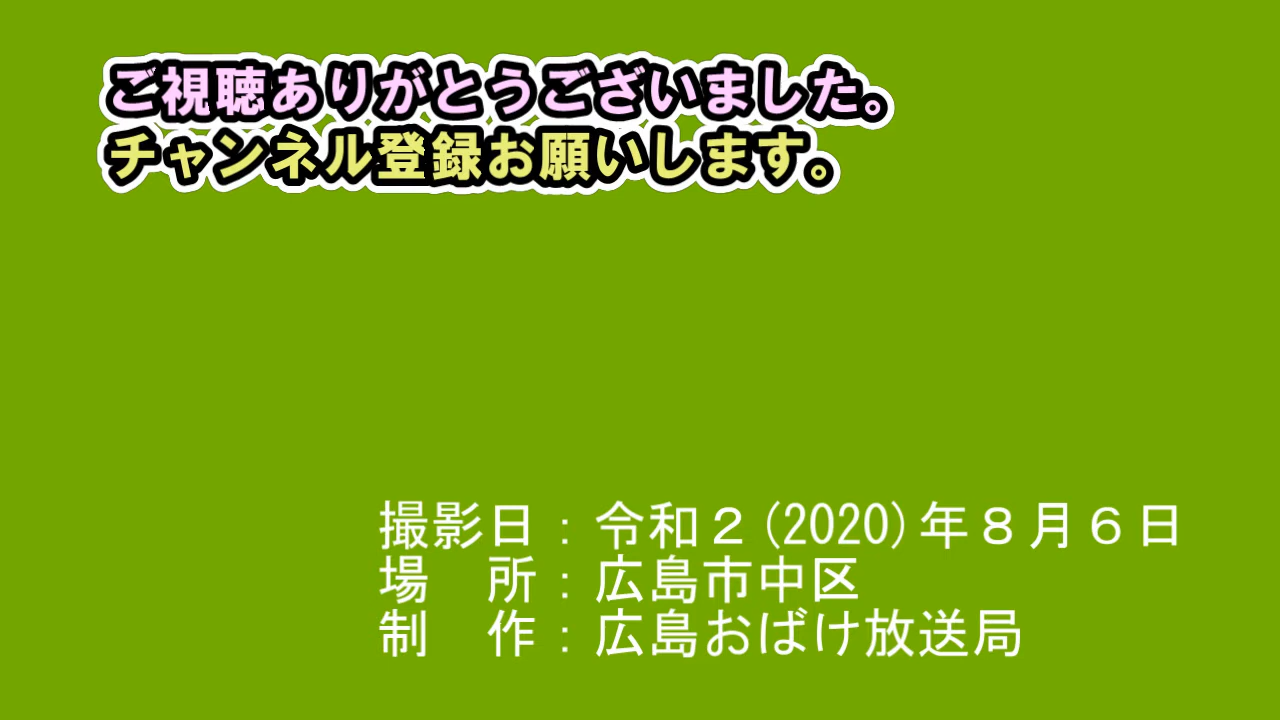 ご視聴ありがとうございました。
チャンネル登録お願いします。
撮影日：令和２(2020)年８月６日
場　所：広島市中区
制　作：広島おばけ放送局